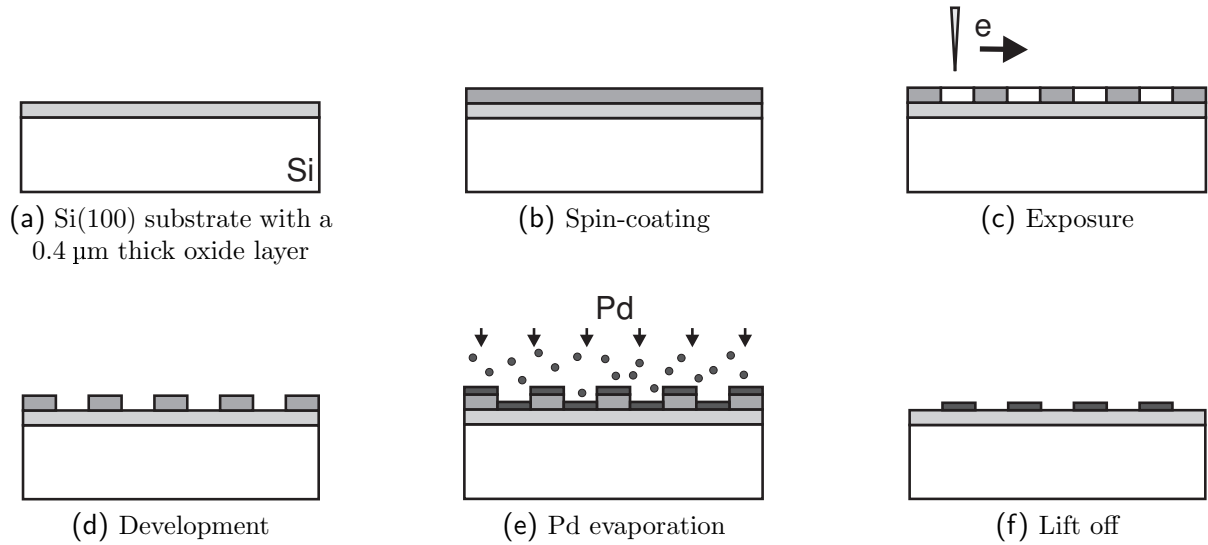 e
Si
(a) Si(100) substrate with a
0.4 µm thick oxide layer
(b) Spin-coating
(c) Exposure
Pd
(d) Development
(e) Pd evaporation
(f) Lift off